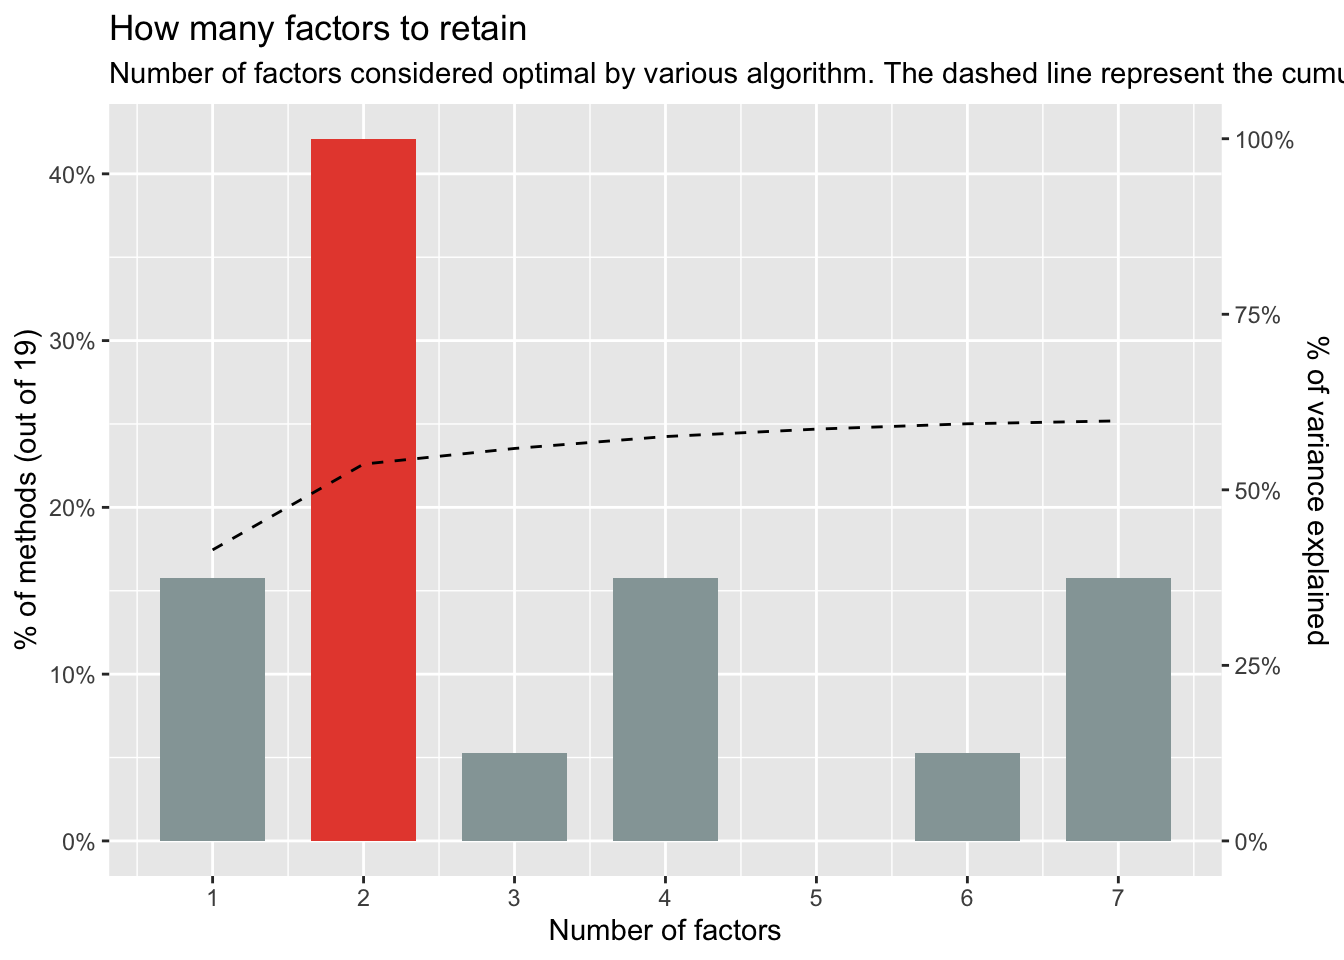 How many factors to retain
Number of factors considered optimal by various algorithm. The dashed line represent the
% of methods (out of 19)
40%
30%
20%
10%
0%
100%
75%
50%
25%
0%
% of variance explained
1 2 3 4 5 6 7
Number of factors